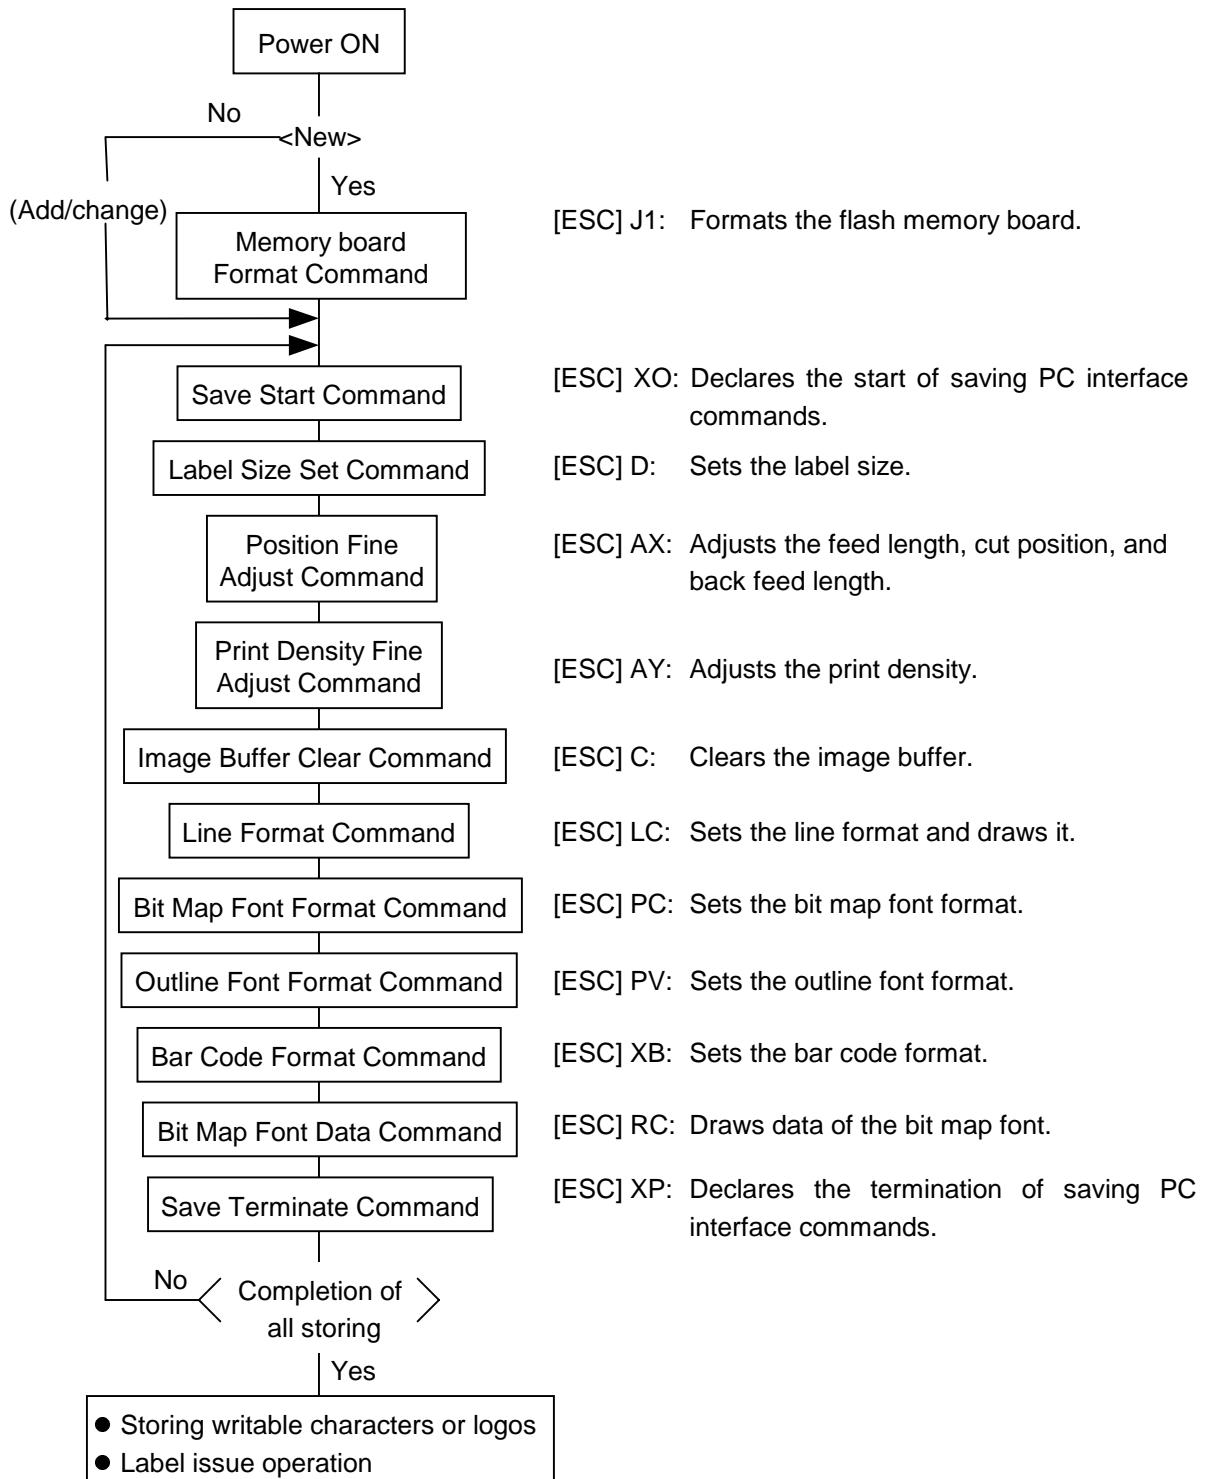 Power ON
No
<New>
Yes
(Add/change)
Memory board
Format Command
[ESC] J1: Formats the flash memory board.
Save Start Command
[ESC] XO: Declares the start of saving PC interface
commands.
Label Size Set Command
[ESC] D: Sets the label size.
Position Fine
Adjust Command
[ESC] AX: Adjusts the feed length, cut position, and
back feed length.
Print Density Fine
Adjust Command
[ESC] AY: Adjusts the print density.
Image Buffer Clear Command
[ESC] C: Clears the image buffer.
Line Format Command
[ESC] LC: Sets the line format and draws it.
Bit Map Font Format Command
[ESC] PC: Sets the bit map font format.
Outline Font Format Command
[ESC] PV: Sets the outline font format.
Bar Code Format Command
[ESC] XB: Sets the bar code format.
Bit Map Font Data Command
[ESC] RC: Draws data of the bit map font.
Save Terminate Command
[ESC] XP: Declares the termination of saving PC
interface commands.
No
Completion of
all storing
Yes
● Storing writable characters or logos
● Label issue operation